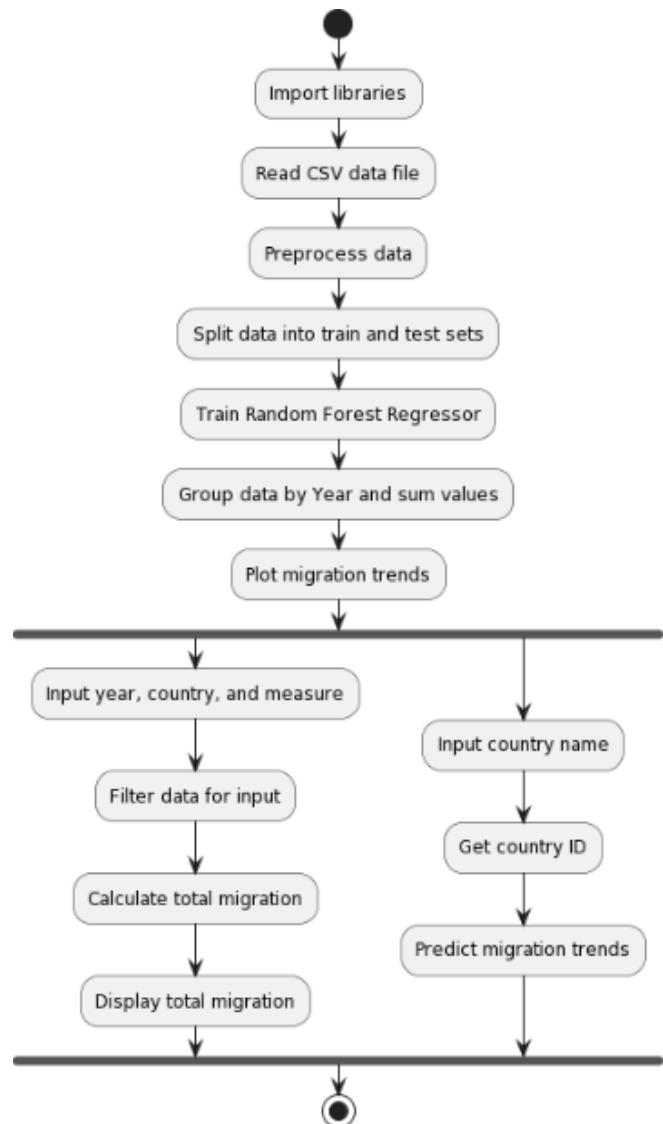 Import libraries
Read CSV data file
Preprocess data
Split data into train and test sets
Train Random Forest Regressor
Group data by Year and sum values
Plot migration trends
Input year, country, and measure
Filter data for input
Calculate total migration
Display total migration
Input country name
Get country ID
Predict migration trends